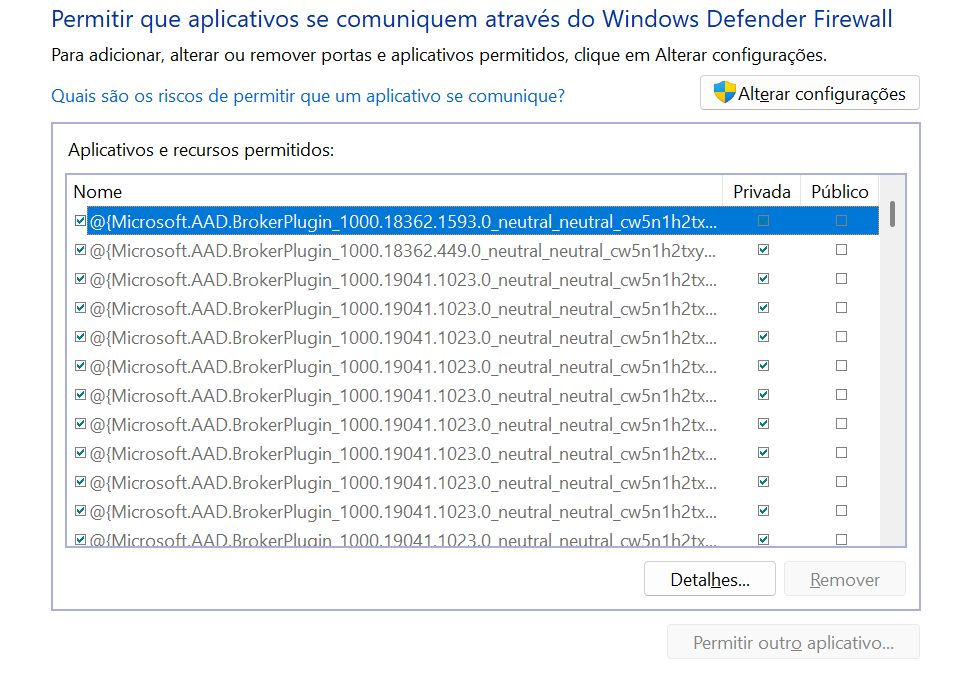 Permitir que aplicativos se comuniquem através do Windows Defender Firewall
Para adicionar, alterar ou remover portas e aplicativos permitidos, clique em Alterar configurações.
Quais são os riscos de permitir que um aplicativo se comunique?
Alterar configurações
Aplicativos e recursos permitidos:
Nome Privada Público
@{Microsoft.AAD.BrokerPlugin_1000.18362.1593.0_neutral_neutral_cw5n1h2tx...
@{Microsoft.AAD.BrokerPlugin_1000.18362.449.0_neutral_neutral_cw5n1h2txy...
@{Microsoft.AAD.BrokerPlugin_1000.19041.1023.0_neutral_neutral_cw5n1h2tx...
@{Microsoft.AAD.BrokerPlugin_1000.19041.1023.0_neutral_neutral_cw5n1h2tx...
@{Microsoft.AAD.BrokerPlugin_1000.19041.1023.0_neutral_neutral_cw5n1h2tx...
@{Microsoft.AAD.BrokerPlugin_1000.19041.1023.0_neutral_neutral_cw5n1h2tx...
@{Microsoft.AAD.BrokerPlugin_1000.19041.1023.0_neutral_neutral_cw5n1h2tx...
@{Microsoft.AAD.BrokerPlugin_1000.19041.1023.0_neutral_neutral_cw5n1h2tx...
@{Microsoft.AAD.BrokerPlugin_1000.19041.1023.0_neutral_neutral_cw5n1h2tx...
@{Microsoft.AAD.BrokerPlugin_1000.19041.1023.0_neutral_neutral_cw5n1h2tx...
@{Microsoft.AAD.BrokerPlugin_1000.19041.1023.0_neutral_neutral_cw5n1h2tx...
@{Microsoft.AAD.BrokerPlugin_1000.19041.1023.0_neutral_neutral_cw5n1h2tx...
Detalhes... Remover
Permitir outro aplicativo...